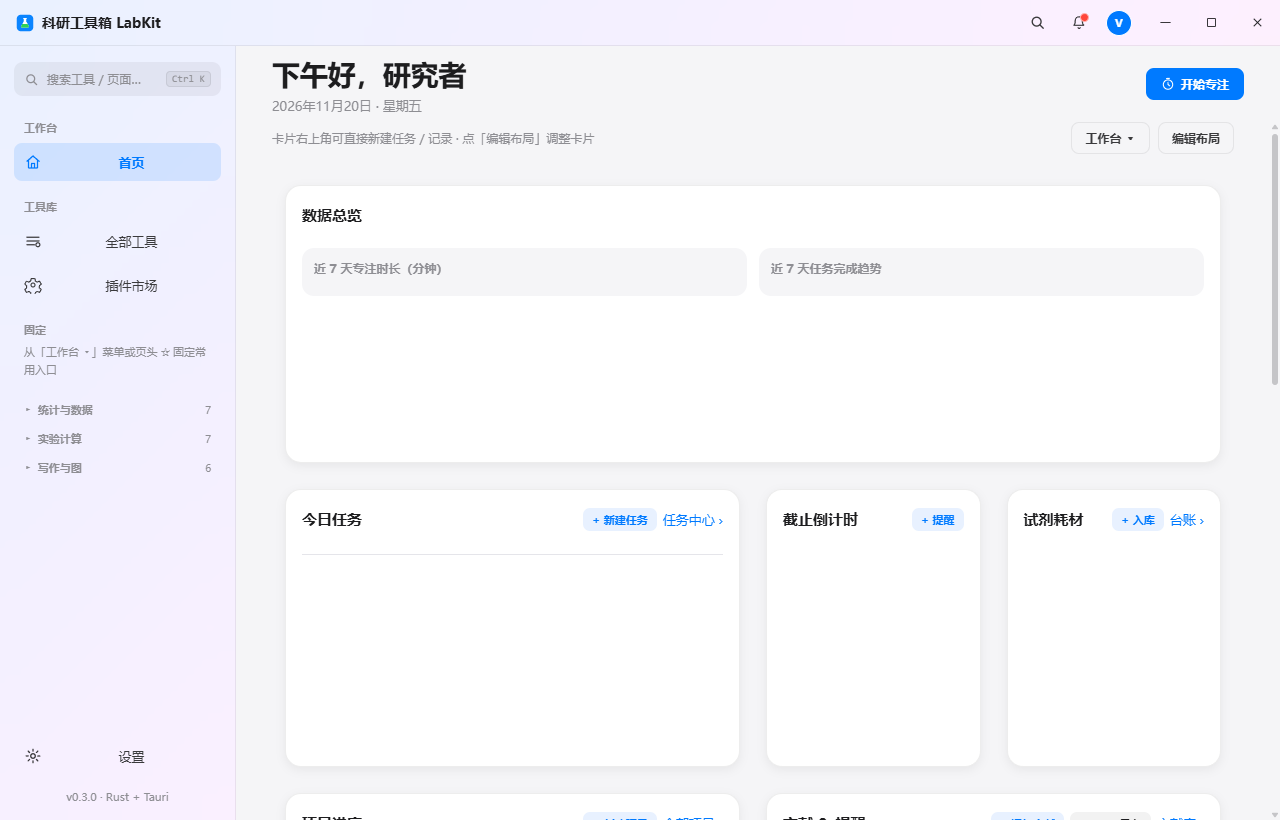 科研工具箱 LabKit
V
搜索工具 / 页面...
Ctrl K
工作台
首页
工具库
全部工具
插件市场
固定
从「工作台 ▾」菜单或页头 ☆ 固定常
用入口
▸ 统计与数据 7
▸ 实验计算 7
▸ 写作与图 6
设置
v0.3.0 · Rust + Tauri
下午好，研究者
2026年11月20日 · 星期五
开始专注
卡片右上角可直接新建任务 / 记录 · 点「编辑布局」调整卡片
工作台 ▾
编辑布局
数据总览
近 7 天专注时长（分钟）
近 7 天任务完成趋势
今日任务
+ 新建任务
任务中心 ›
截止倒计时
+ 提醒
试剂耗材
+ 入库
台账 ›